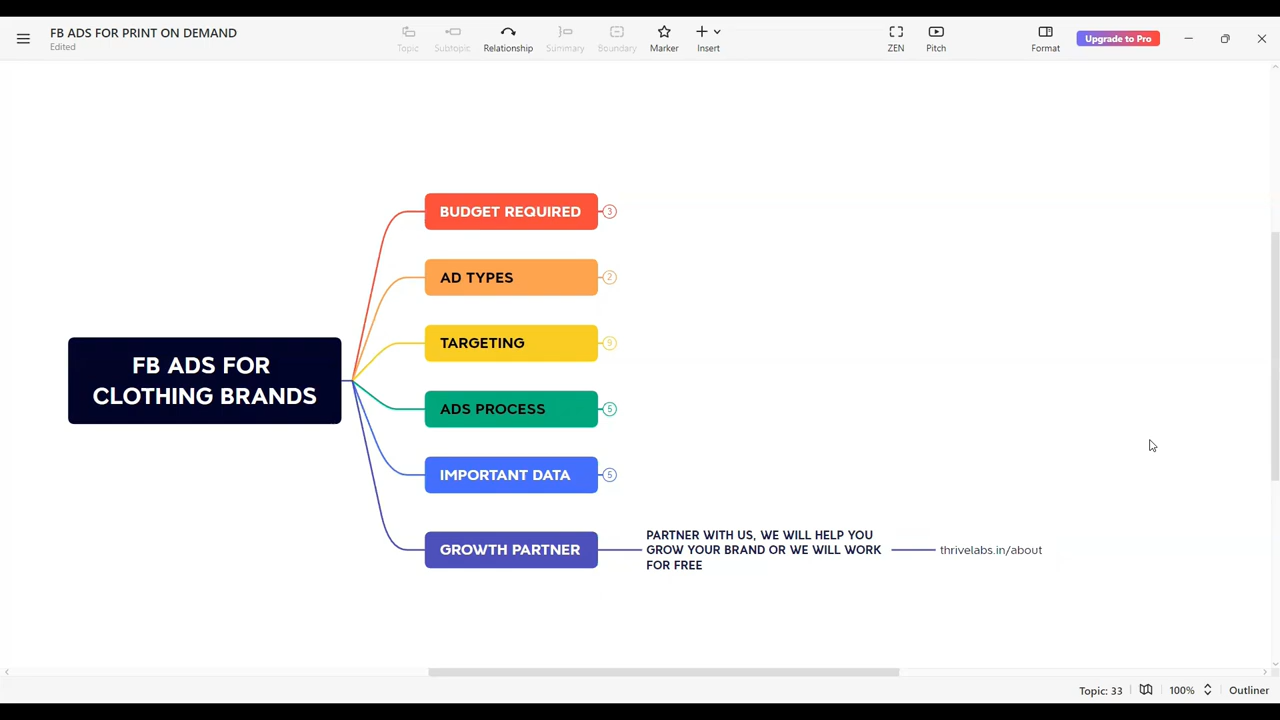 FB ADS FOR PRINT ON DEMAND
Edited
Topic
Subtopic
Relationship
Summary
Boundary
Marker
Insert
ZEN
Pitch
Format
Upgrade to Pro
BUDGET REQUIRED
3
AD TYPES
2
TARGETING
9
FB ADS FOR
CLOTHING BRANDS
ADS PROCESS
5
IMPORTANT DATA
5
GROWTH PARTNER
PARTNER WITH US, WE WILL HELP YOU
GROW YOUR BRAND OR WE WILL WORK
FOR FREE
thrivelabs.in/about
Topic: 33
100%
Outliner